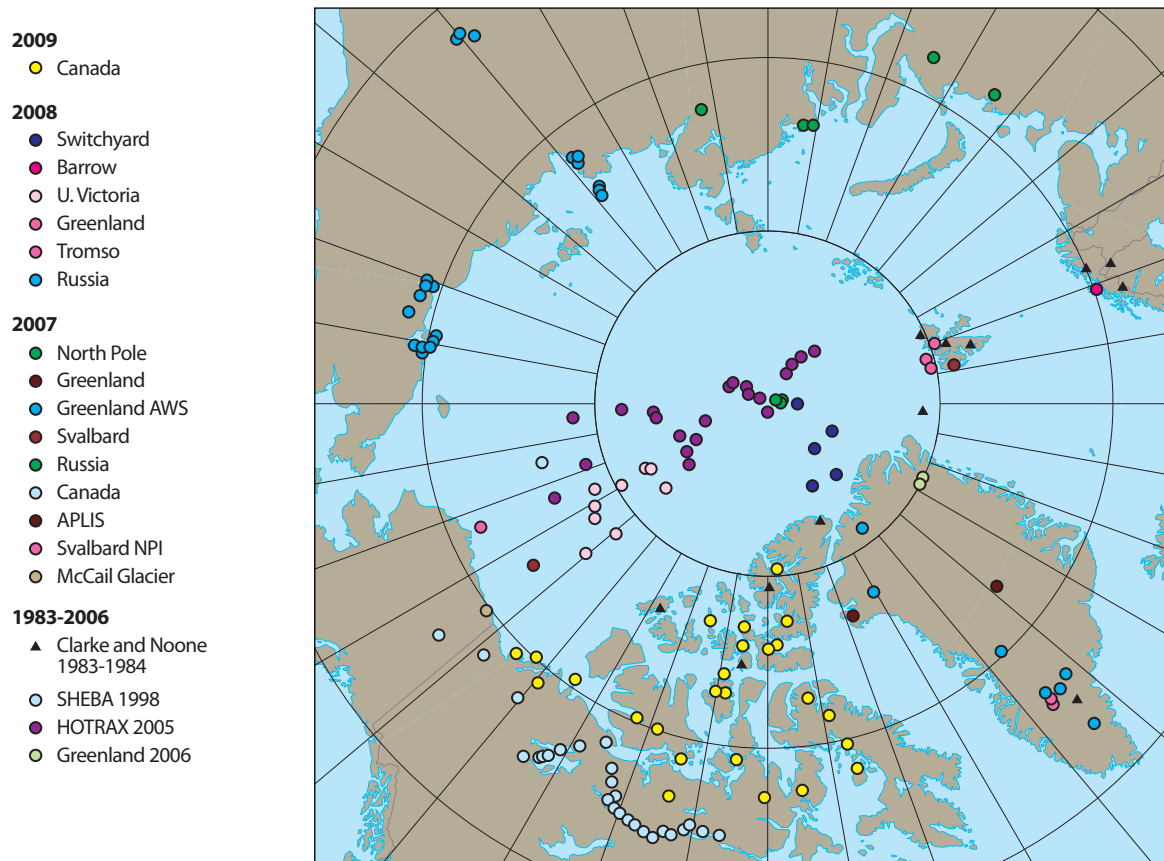 2009
Canada
2008
Switchyard
Barrow
U. Victoria
Greenland
Tromso
Russia
2007
North Pole
Greenland
Greenland AWS
Svalbard
Russia
Canada
APLIS
Svalbard NPI
McCail Glacier
1983-2006
Clarke and Noone
1983-1984
SHEBA 1998
HOTRAX 2005
Greenland 2006